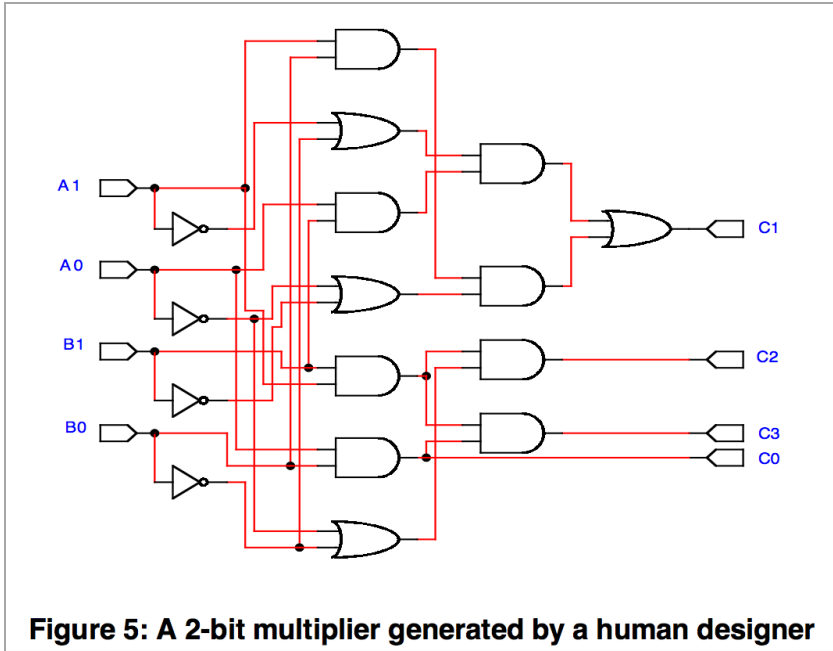 A1
A0
B1
B0
C1
C2
C3
C0
Figure 5: A 2-bit multiplier generated by a human designer